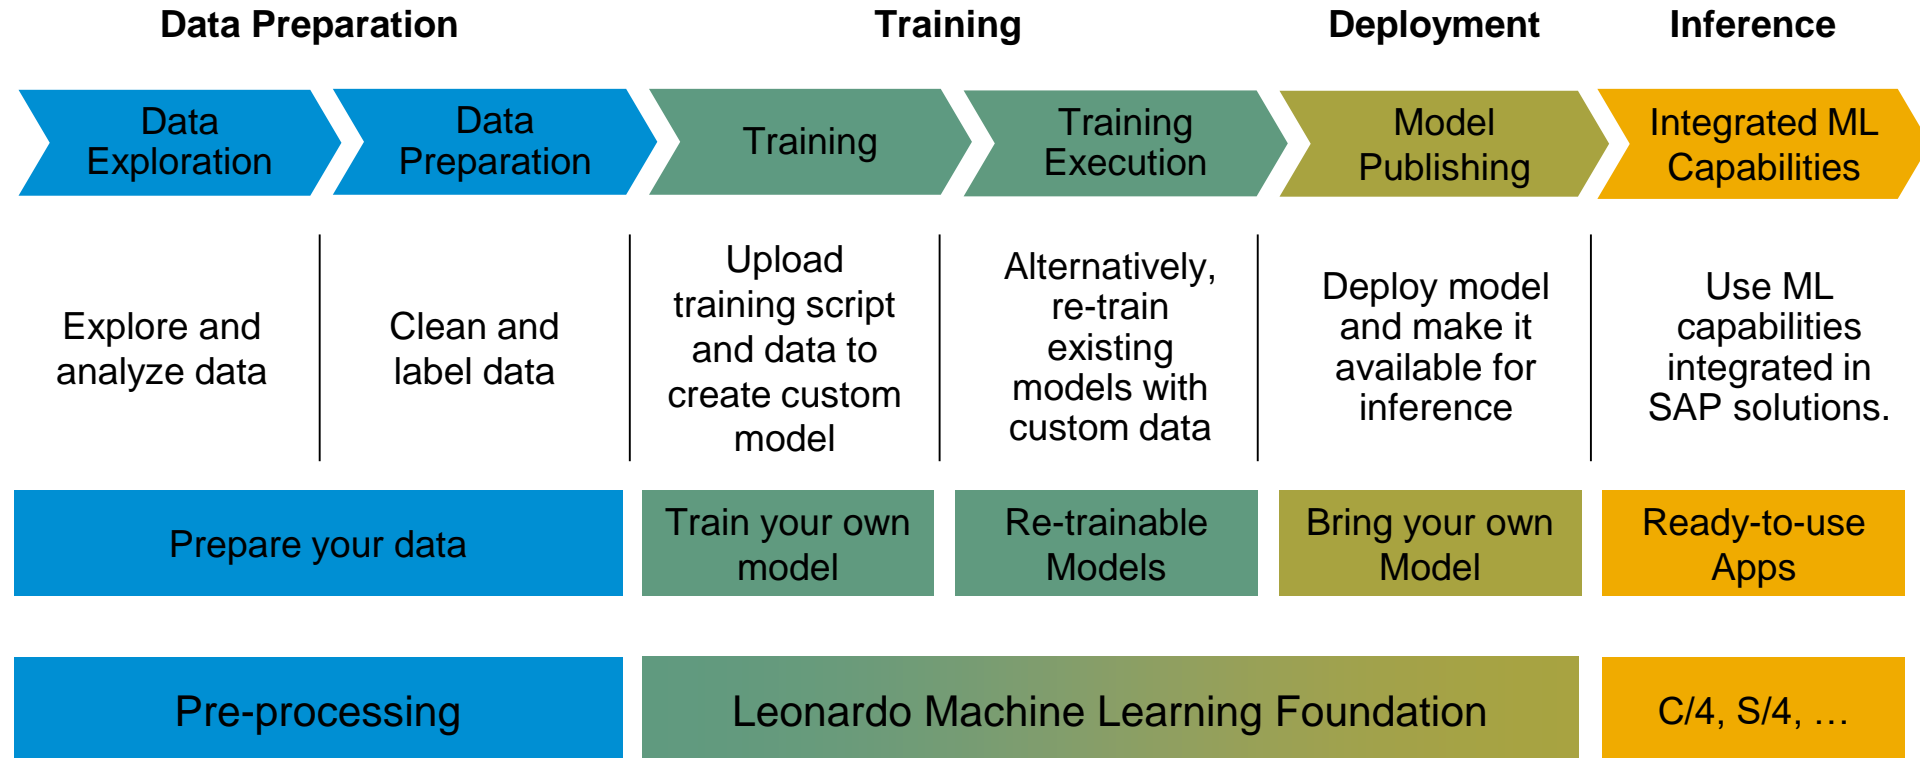 Data Preparation
Training
Deployment
Inference
Data
Exploration
Data
Preparation
Training
Training
Execution
Model
Publishing
Integrated ML
Capabilities
Explore and
analyze data
Clean and
label data
Upload
training script
and data to
create custom
model
Alternatively,
re-train
existing
models with
custom data
Deploy model
and make it
available for
inference
Use ML
capabilities
integrated in
SAP solutions.
Prepare your data
Train your own
model
Re-trainable
Models
Bring your own
Model
Ready-to-use
Apps
Pre-processing
Leonardo Machine Learning Foundation
C/4, S/4, …